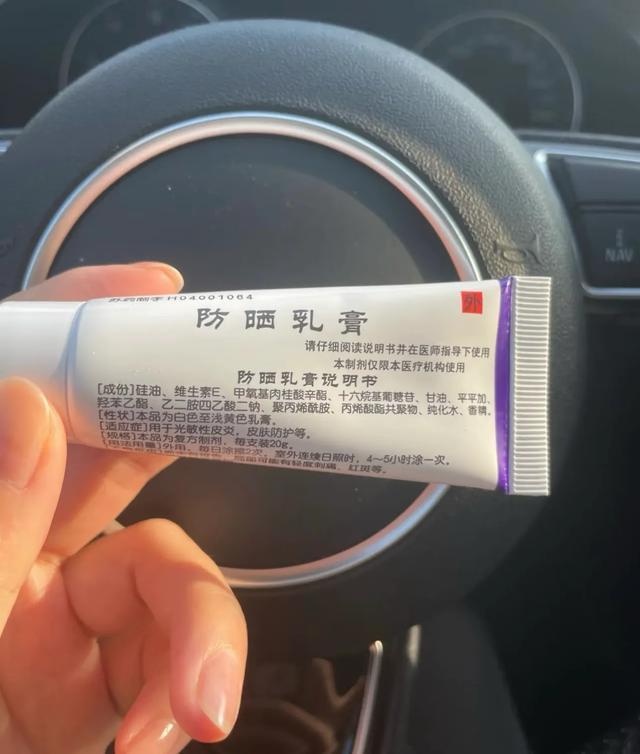 苏药制字H04001064
外
防晒乳膏
请仔细阅读说明书并在医师指导下使用
本制剂仅限本医疗机构使用
防晒乳膏说明书
[成份]硅油、维生素E、甲氧基肉桂酸辛酯、十六烷基葡糖苷、甘油、平平加、
羟苯乙酯、乙二胺四乙酸二钠、聚丙烯酰胺、丙烯酸酯共聚物、纯化水、香精。
[性状]本品为白色至浅黄色乳膏。
[适应症]用于光敏性皮炎，皮肤防护等。
[规格]本品为复方制剂，每支装20g。
[用法用量]外用，每日涂擦2次，室外连续日照时，4～5小时涂一次。
可能有轻度刺痛、红斑等。
NAV